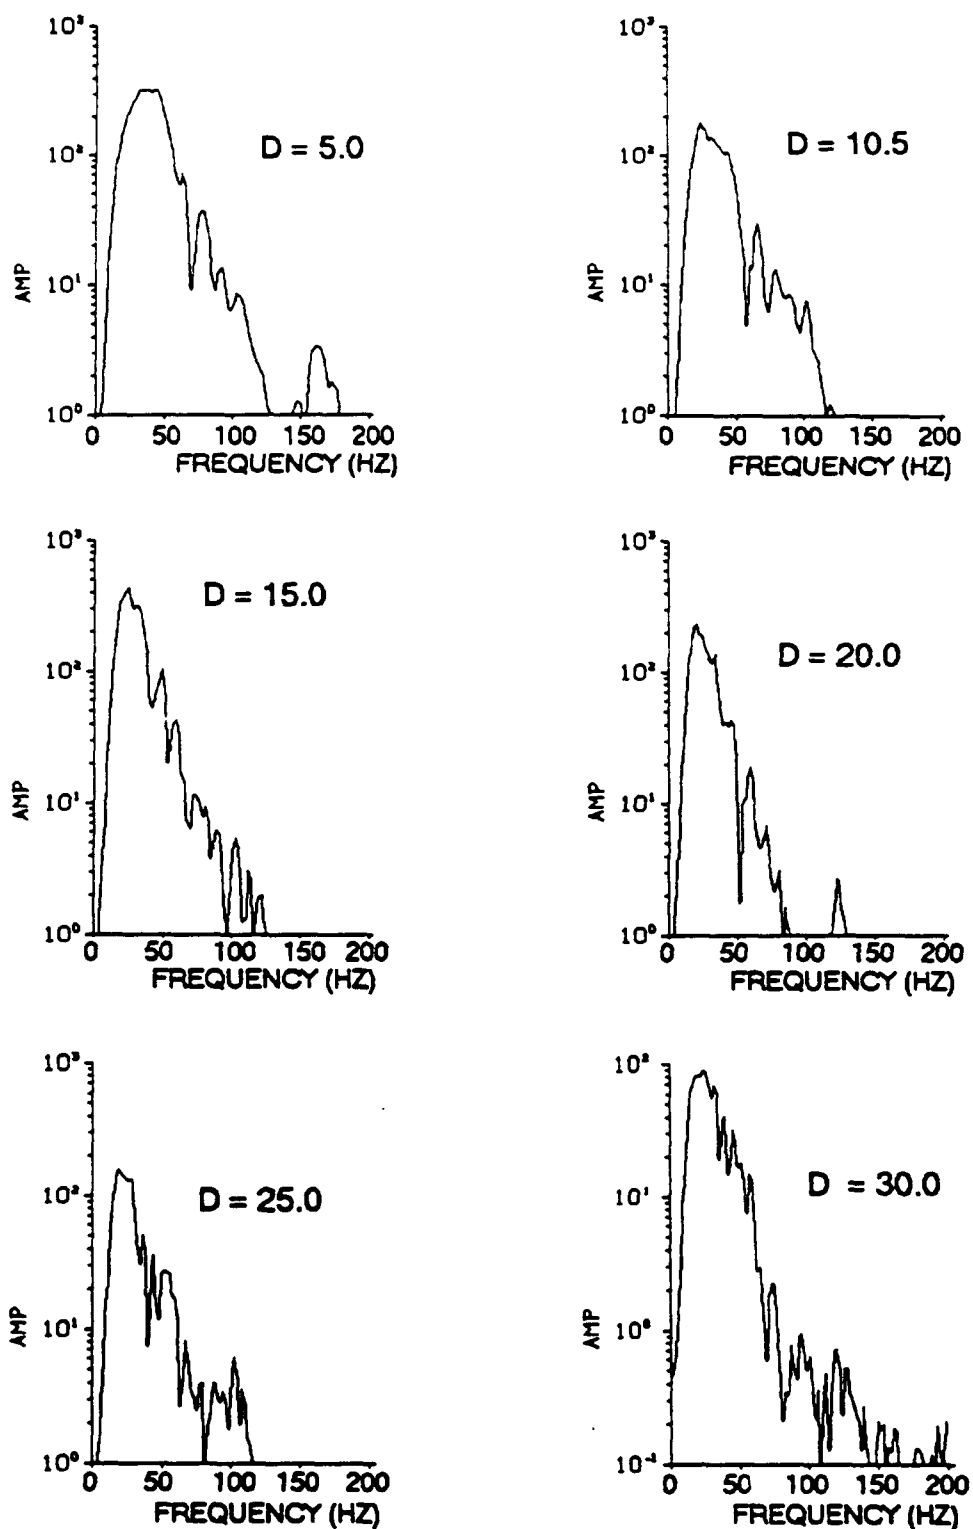 10³
10²
10¹
10⁰
AMP
D = 5.0
0 50 100 150 200
FREQUENCY (HZ)
10³
10²
10¹
10⁰
AMP
D = 10.5
0 50 100 150 200
FREQUENCY (HZ)
10³
10²
10¹
10⁰
AMP
D = 15.0
0 50 100 150 200
FREQUENCY (HZ)
10³
10²
10¹
10⁰
AMP
D = 20.0
0 50 100 150 200
FREQUENCY (HZ)
10³
10²
10¹
10⁰
AMP
D = 25.0
0 50 100 150 200
FREQUENCY (HZ)
10²
10¹
10⁰
10⁻¹
AMP
D = 30.0
0 50 100 150 200
FREQUENCY (HZ)